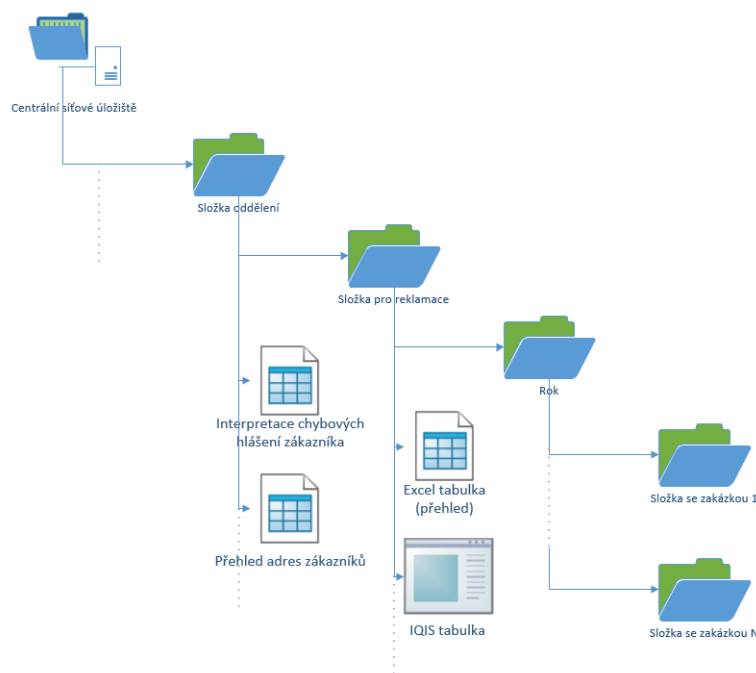 Centrální síťové úložiště
Složka oddělení
Složka pro reklamace
Rok
Interpretace chybových
hlášení zákazníka
Excel tabulka
(přehled)
Složka se zakázkou 1
Přehled adres zákazníků
IQIS tabulka
Složka se zakázkou N